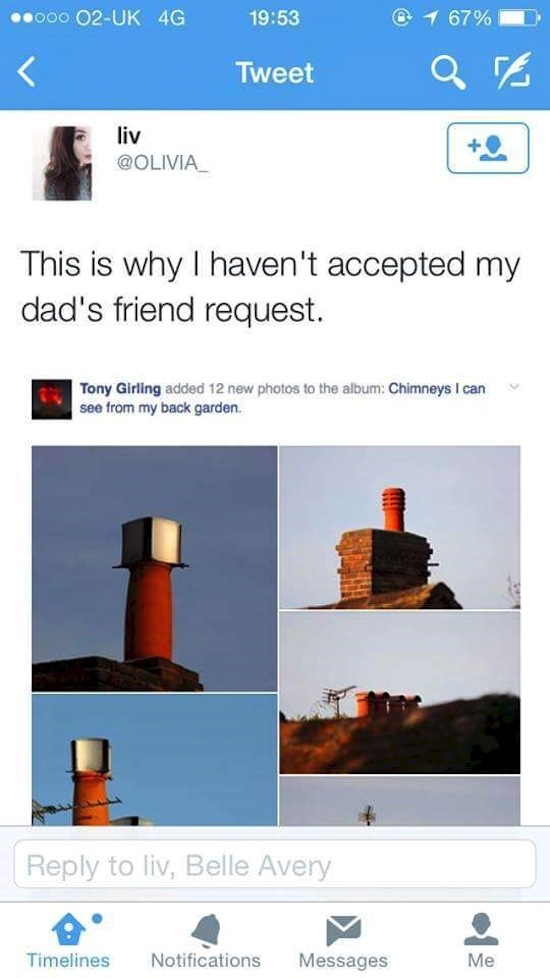 O2-UK 4G 19:53 67%
Tweet
liv
@OLIVIA_
This is why I haven't accepted my
dad's friend request.
Tony Girling added 12 new photos to the album: Chimneys I can
see from my back garden.
Reply to liv, Belle Avery
Timelines Notifications Messages Me